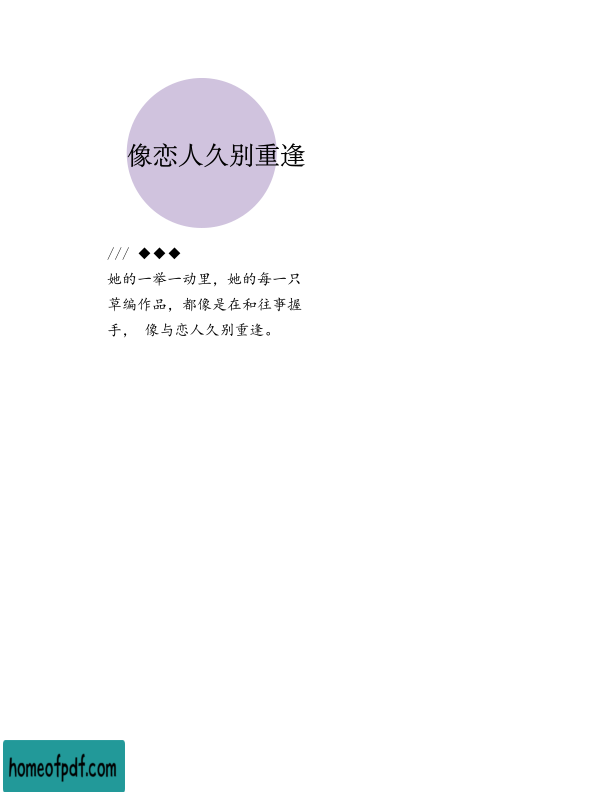 像恋人久别重逢
/// ◆◆◆
她的一举一动里，她的每一只
草编作品，都像是在和往事握
手， 像与恋人久别重逢。
homeofpdf.com